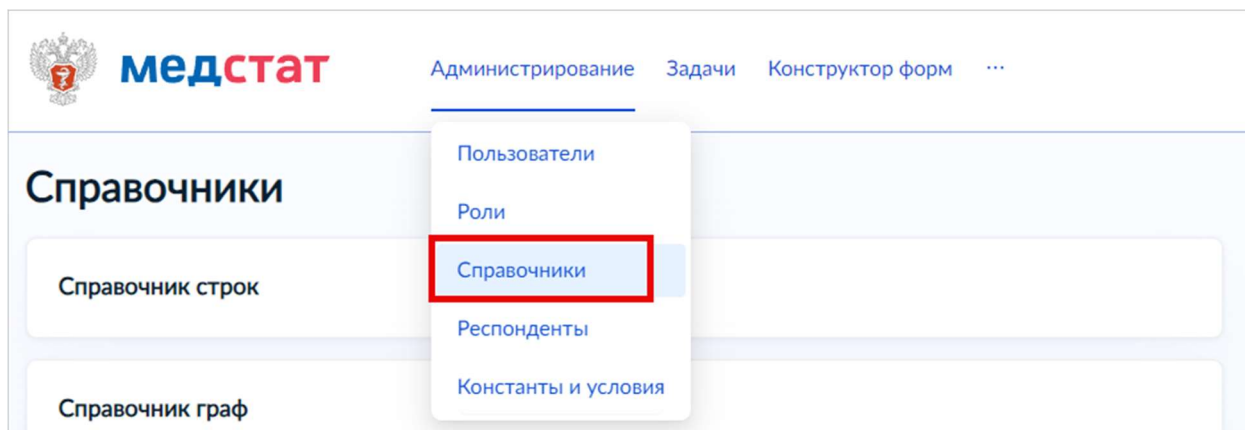 медстат
Администрирование Задачи Конструктор форм ...
Пользователи
Справочники
Роли
Справочники
Справочник строк
Респонденты
Константы и условия
Справочник граф